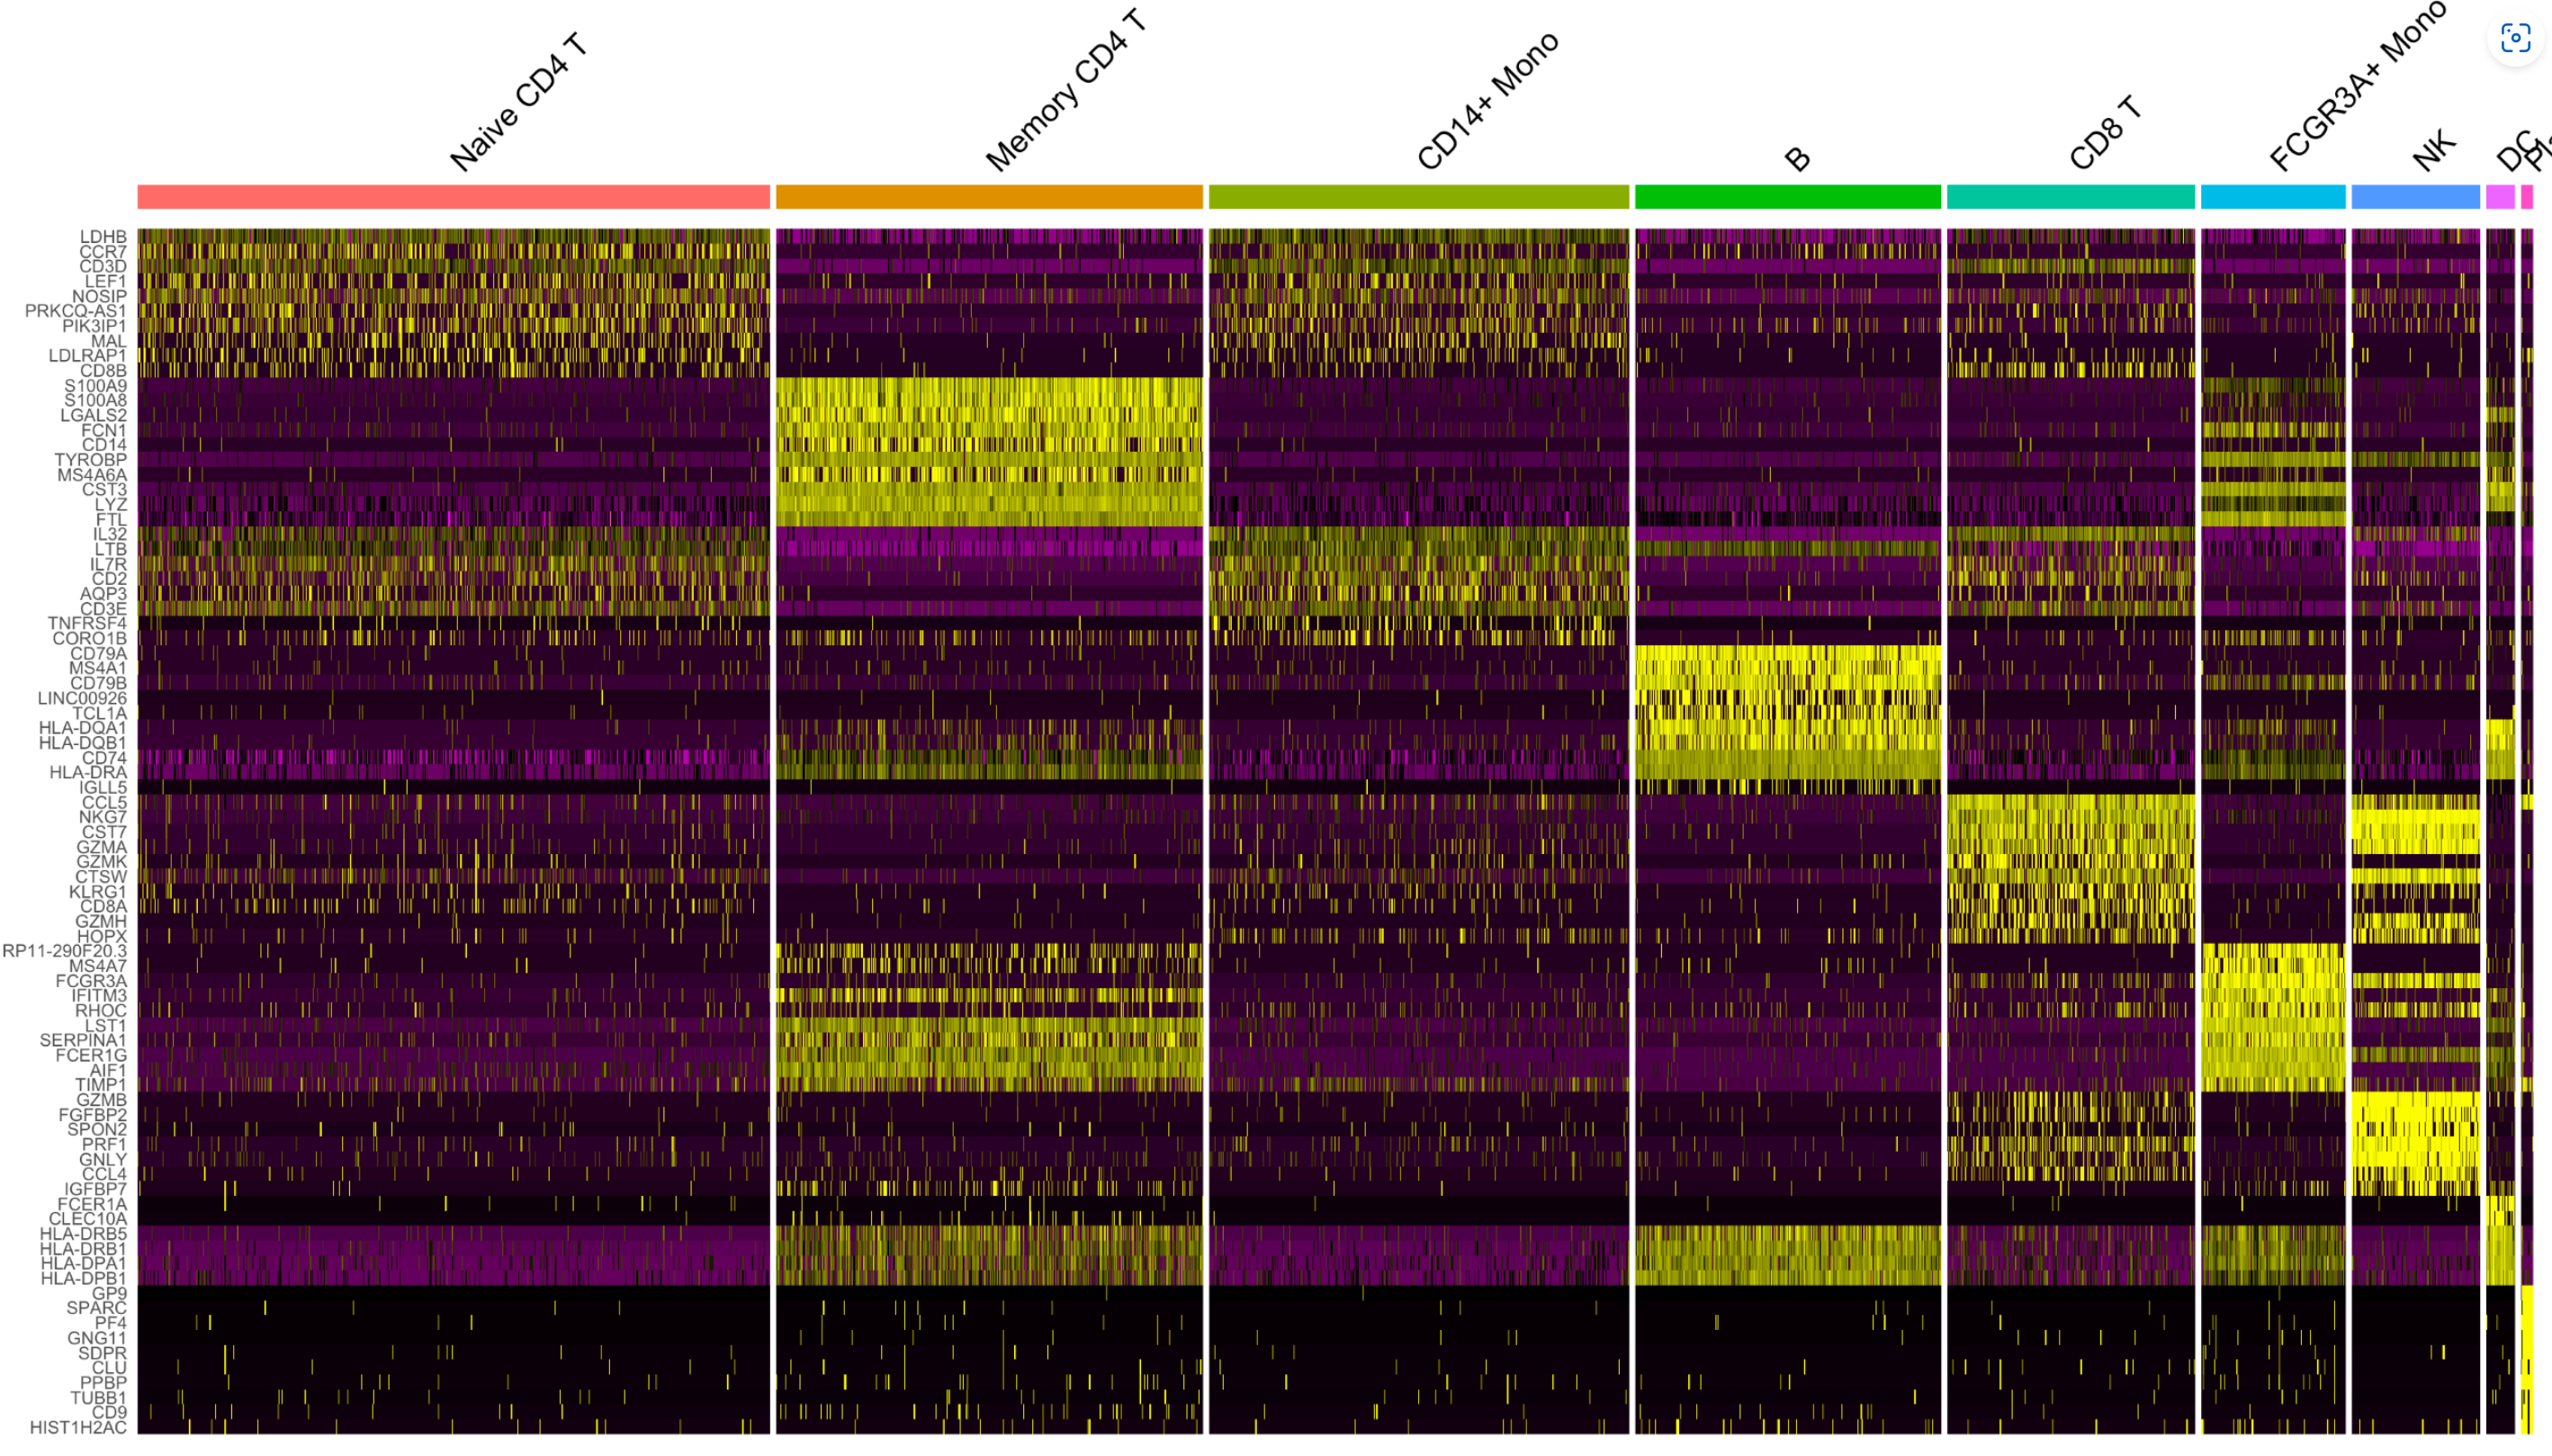 Naive CD4 T
Memory CD4 T
CD14+ Mono
B
CD8 T
FCGR3A+ Mono
NK
DC
LDHB
CCR7
CD3D
LEF1
NOSIP
PRKCQ-AS1
PIK3IP1
MAL
LDLRAP1
CD8B
S100A9
S100A8
LGALS2
FCN1
CD14
TYROBP
MS4A6A
CST3
LYZ
FTL
IL32
LTB
IL7R
CD2
AQP3
CD3E
TNFRSF4
CORO1B
CD79A
MS4A1
CD79B
LINC00926
TCL1A
HLA-DQA1
HLA-DQB1
CD74
HLA-DRA
IGLL5
CCL5
NKG7
CST7
GZMA
GZMK
CTSW
KLRG1
CD8A
GZMH
HOPX
RP11-290F20.3
MS4A7
FCGR3A
IFITM3
RHOC
LST1
SERPINA1
FCER1G
AIF1
TIMP1
GZMB
FGFBP2
SPON2
PRF1
GNLY
CCL4
IGFBP7
FCER1A
CLEC10A
HLA-DRB5
HLA-DRB1
HLA-DPA1
HLA-DPB1
GP9
SPARC
PF4
GNG11
SDPR
CLU
PPBP
TUBB1
CD9
HIST1H2AC